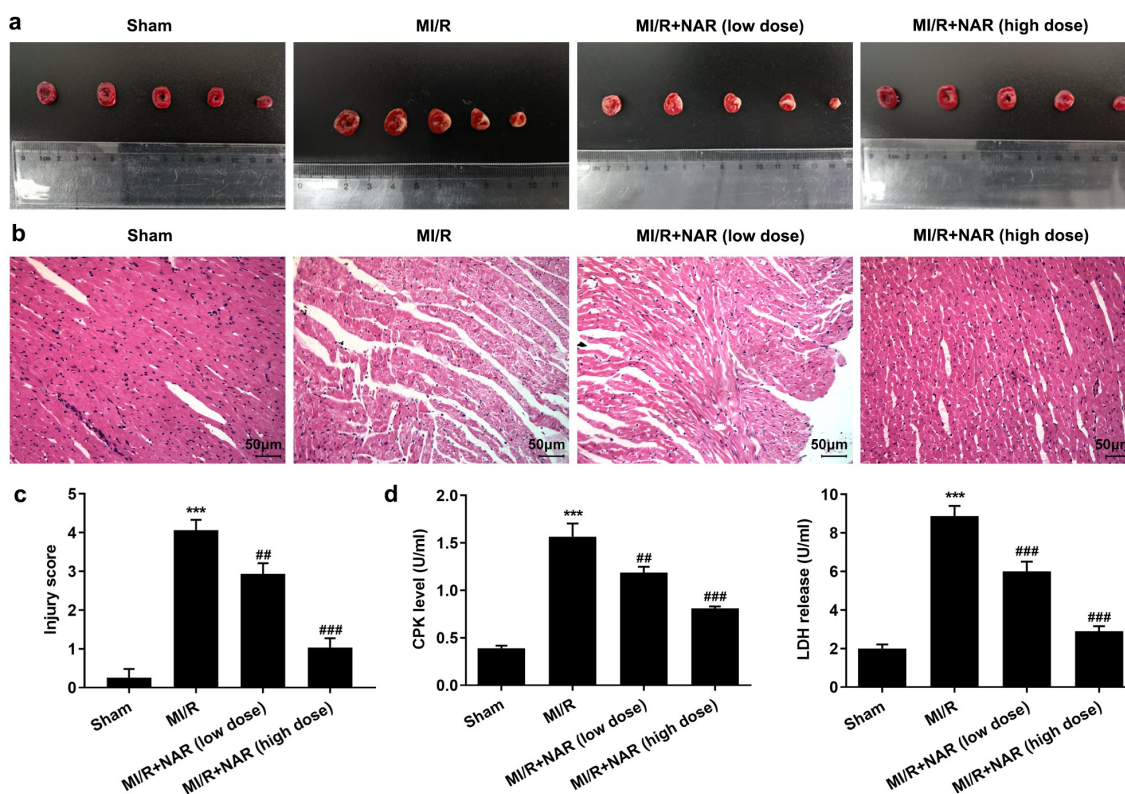 a
Sham
MI/R
MI/R+NAR (low dose)
MI/R+NAR (high dose)
b
Sham
MI/R
MI/R+NAR (low dose)
MI/R+NAR (high dose)
50μm
50μm
50μm
50μm
c
Injury score
5
4
3
2
1
0
***
##
###
Sham
MI/R
MI/R+NAR (low dose)
MI/R+NAR (high dose)
d
CPK level (U/ml)
2.0
1.5
1.0
0.5
0.0
***
##
###
Sham
MI/R
MI/R+NAR (low dose)
MI/R+NAR (high dose)
LDH release (U/ml)
10
8
6
4
2
0
***
###
###
Sham
MI/R
MI/R+NAR (low dose)
MI/R+NAR (high dose)